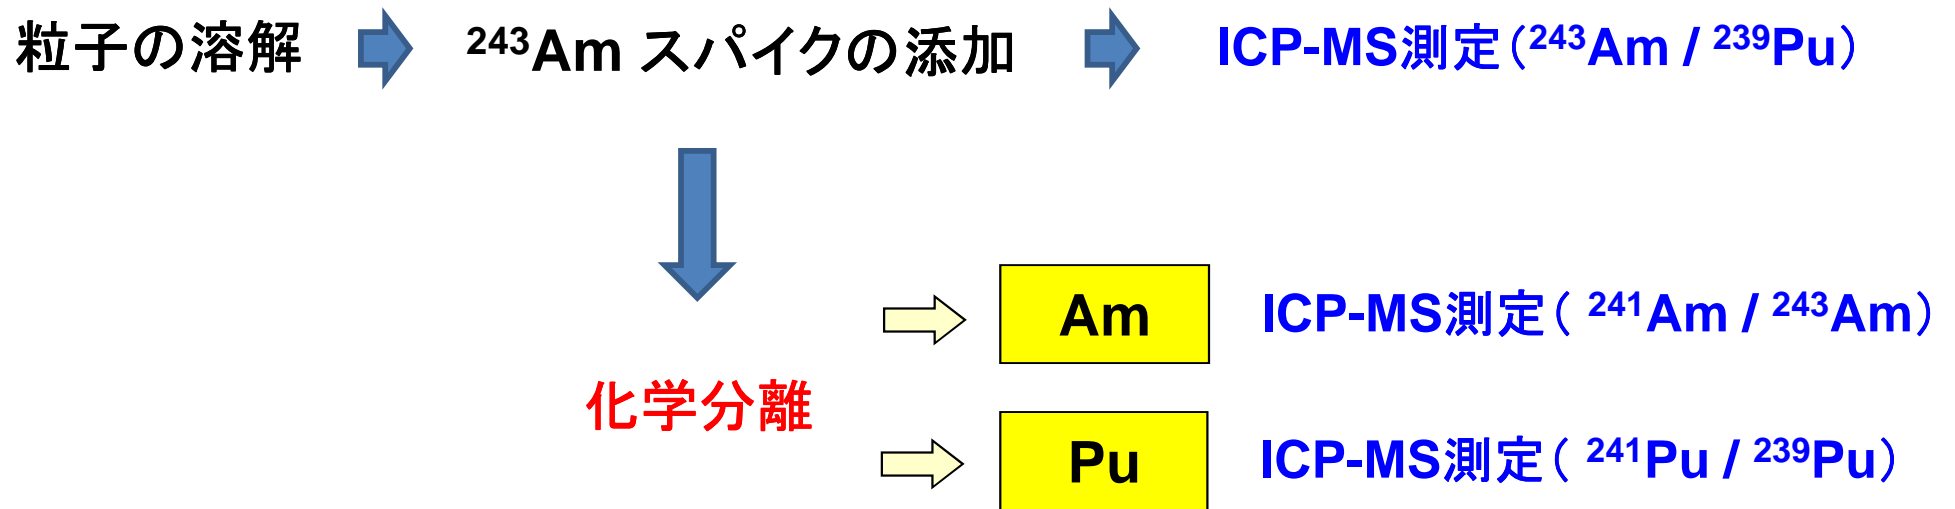 粒子の溶解
²⁴³Am スパイクの添加
ICP-MS測定(²⁴³Am / ²³⁹Pu)
Am
ICP-MS測定( ²⁴¹Am / ²⁴³Am)
化学分離
Pu
ICP-MS測定( ²⁴¹Pu / ²³⁹Pu)